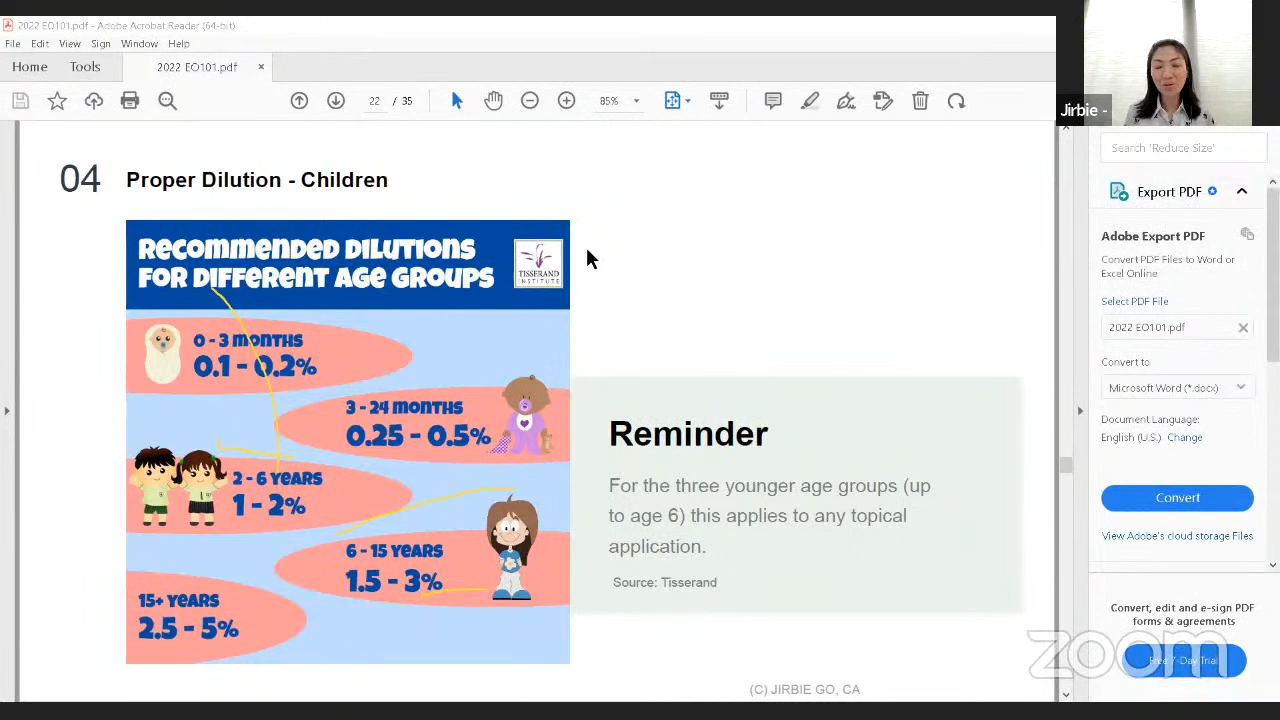 2022 EO101.pdf - Adobe Acrobat Reader (64-bit)
File Edit View Sign Window Help
Home Tools 2022 EO101.pdf ×
22 / 35 85%
Jirbie -
04 Proper Dilution - Children
Recommended Dilutions
for Different Age Groups
TISSERAND
INSTITUTE
0 - 3 months
0.1 - 0.2%
3 - 24 months
0.25 - 0.5%
2 - 6 years
1 - 2%
6 - 15 years
1.5 - 3%
15+ years
2.5 - 5%
Reminder
For the three younger age groups (up
to age 6) this applies to any topical
application.
Source: Tisserand
(C) JIRBIE GO, CA
Search 'Reduce Size'
Export PDF
Adobe Export PDF
Convert PDF Files to Word or
Excel Online
Select PDF File
2022 EO101.pdf
Convert to
Microsoft Word (*.docx)
Document Language:
English (U.S.) Change
Convert
View Adobe's cloud storage Files
Convert, edit and e-sign PDF
forms & agreements
Free 7-Day Trial
zoom